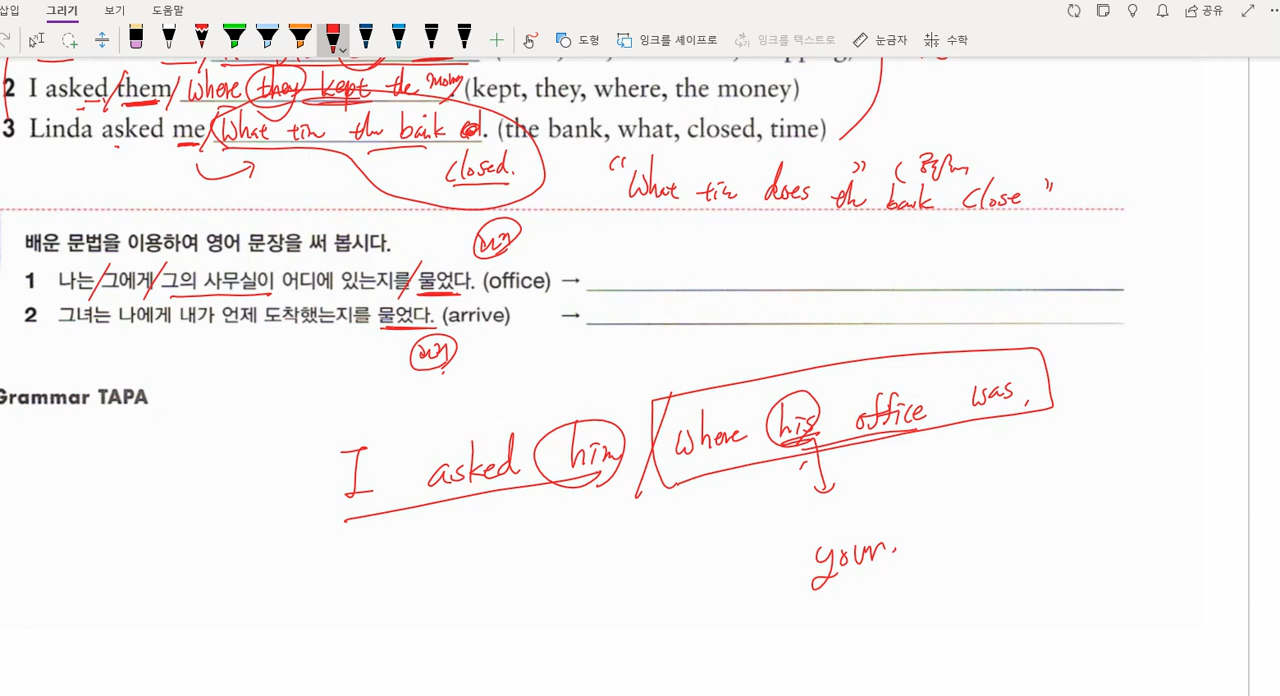 삽입 그리기 보기 도움말
공유
도형 잉크를 셰이프로 잉크를 텍스트로 눈금자 수학
2 I asked/them/where they kept the money (kept, they, where, the money)
3 Linda asked me/What tim the bank . (the bank, what, closed, time)
closed.
"What tim does the bank close"
배운 문법을 이용하여 영어 문장을 써 봅시다.
1 나는/그에게/그의 사무실이 어디에 있는지를/물었다. (office) →
2 그녀는 나에게 내가 언제 도착했는지를 물었다. (arrive) →
Grammar TAPA
I asked him / where his office was.
your.